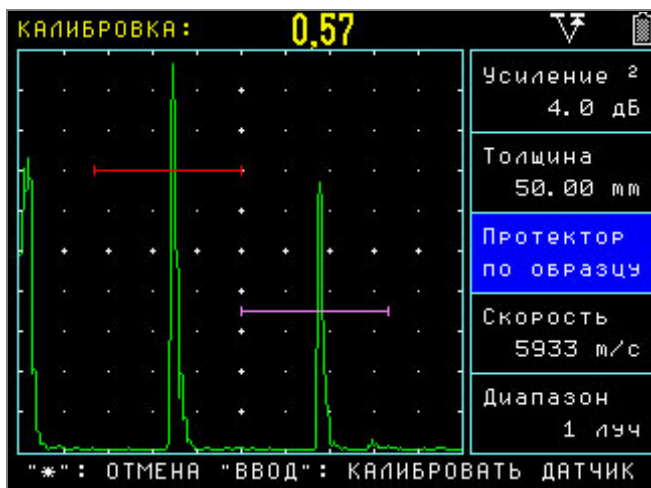 КАЛИБРОВКА: 0,57
Усиление 2
4.0 дБ
Толщина
50.00 mm
Протектор
по образцу
Скорость
5933 m/c
Диапазон
1 луч
"*": ОТМЕНА "ВВОД": КАЛИБРОВАТЬ ДАТЧИК